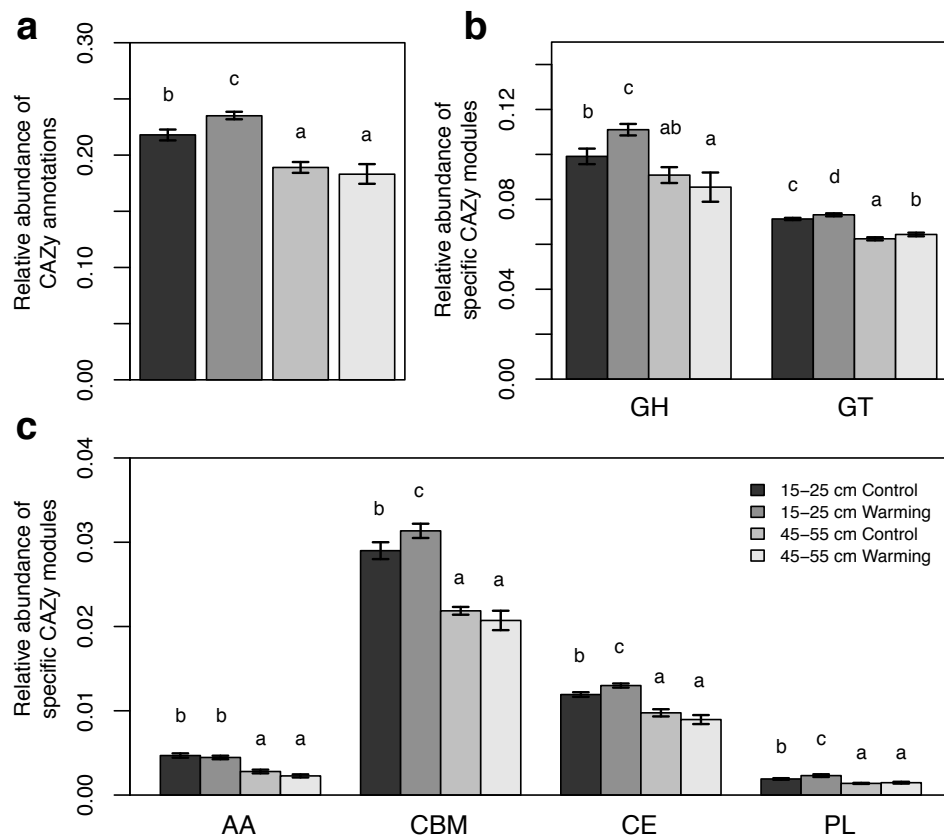 a
Relative abundance of
CAZy annotations
0.00
0.10
0.20
0.30
b
c
a
a
b
Relative abundance of
specific CAZy modules
0.00
0.04
0.08
0.12
b
c
ab
a
c
d
a
b
GH
GT
c
Relative abundance of
specific CAZy modules
0.00
0.01
0.02
0.03
0.04
b
b
a
a
b
c
a
a
b
c
a
a
b
c
a
a
15−25 cm Control
15−25 cm Warming
45−55 cm Control
45−55 cm Warming
AA
CBM
CE
PL